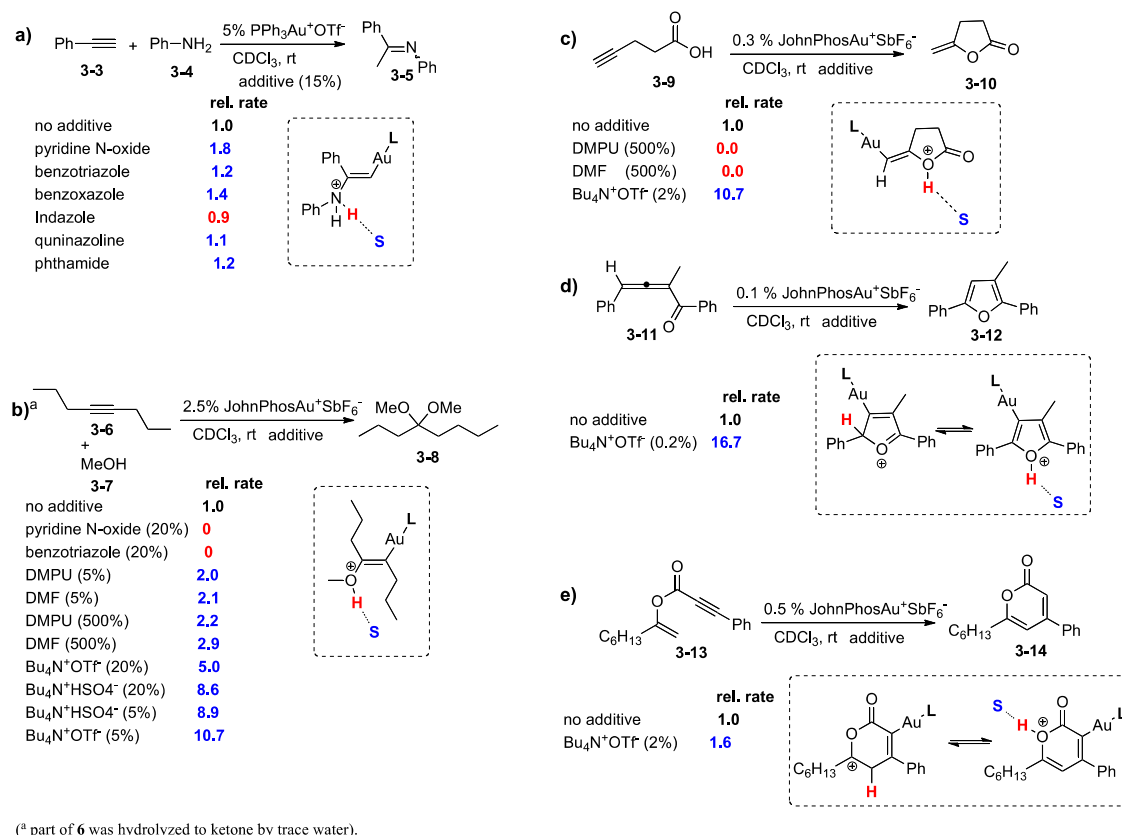 a)
Ph
+
Ph-NH2
3-3
3-4
5% PPh3Au+OTf-
CDCl3, rt
additive (15%)
Ph
N
Ph
3-5
rel. rate
no additive 1.0
pyridine N-oxide 1.8
benzotriazole 1.2
benzoxazole 1.4
Indazole 0.9
quninazoline 1.1
phthamide 1.2
L
Au
Ph
⊕
Ph N H
H
S
b)a
3-6
+
MeOH
3-7
2.5% JohnPhosAu+SbF6-
CDCl3, rt additive
MeO OMe
3-8
rel. rate
no additive 1.0
pyridine N-oxide (20%) 0
benzotriazole (20%) 0
DMPU (5%) 2.0
DMF (5%) 2.1
DMPU (500%) 2.2
DMF (500%) 2.9
Bu4N+OTf- (20%) 5.0
Bu4N+HSO4- (20%) 8.6
Bu4N+HSO4- (5%) 8.9
Bu4N+OTf- (5%) 10.7
L
Au
⊕
O
H
S
(a part of 6 was hydrolyzed to ketone by trace water).
c)
O
OH
3-9
0.3 % JohnPhosAu+SbF6-
CDCl3, rt additive
O O
3-10
rel. rate
no additive 1.0
DMPU (500%) 0.0
DMF (500%) 0.0
Bu4N+OTf- (2%) 10.7
L
Au
⊕
O O
H H
S
d)
H
Ph
Ph
O
3-11
0.1 % JohnPhosAu+SbF6-
CDCl3, rt additive
Ph O Ph
3-12
rel. rate
no additive 1.0
Bu4N+OTf- (0.2%) 16.7
L
Au
H
Ph O Ph
⊕
L
Au
Ph O Ph
⊕
H
S
e)
O
O
C6H13
Ph
3-13
0.5 % JohnPhosAu+SbF6-
CDCl3, rt additive
O
O
C6H13
Ph
3-14
rel. rate
no additive 1.0
Bu4N+OTf- (2%) 1.6
O
O
Au L
C6H13
⊕
Ph
H
S
H
⊕
O
O
Au L
C6H13
Ph